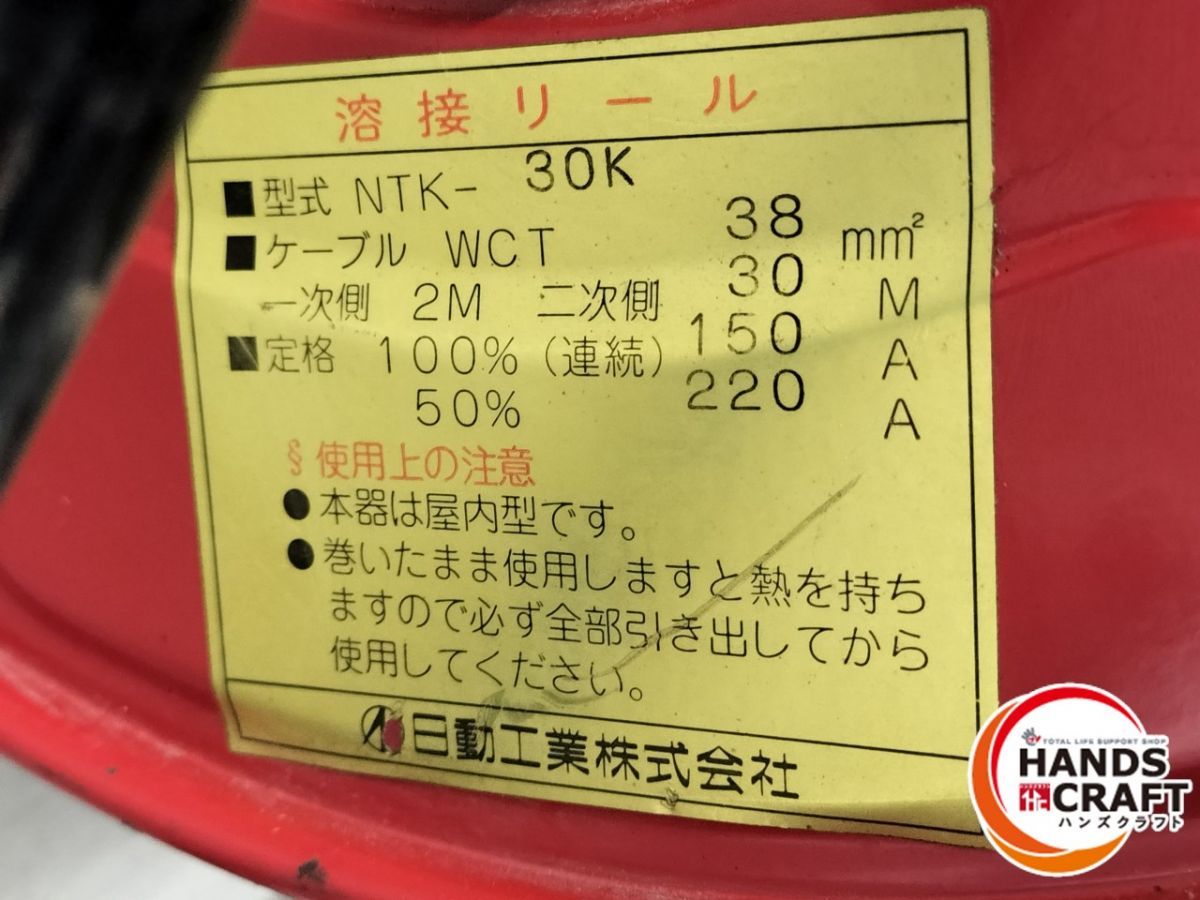 溶接リール
■型式 NTK- 30K
■ケーブル WCT 38 mm²
一次側 2M 二次側 30 M
■定格 100%(連続) 150 A
50% 220 A
§使用上の注意
●本器は屋内型です。
●巻いたまま使用しますと熱を持ち
ますので必ず全部引き出してから
使用してください。
日動工業株式会社
TOTAL LIFE SUPPORT SHOP
HANDS
CRAFT
ハンズクラフト